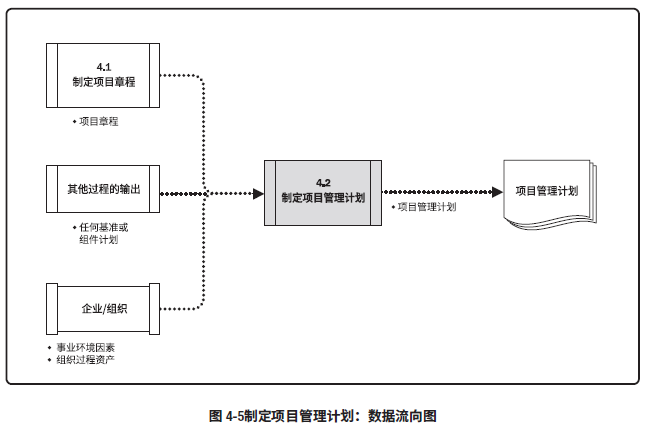 4.1
制定项目章程
• 项目章程
其他过程的输出
• 任何基准或
组件计划
企业/组织
• 事业环境因素
• 组织过程资产
4.2
制定项目管理计划
• 项目管理计划
项目管理计划
图 4-5制定项目管理计划：数据流向图